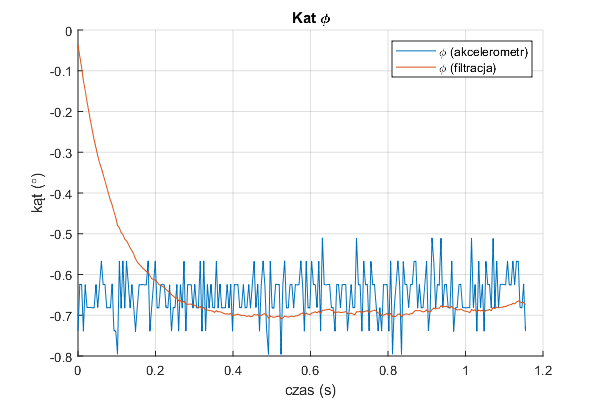 Kat ϕ
ϕ (akcelerometr)
ϕ (filtracja)
0
-0.1
-0.2
-0.3
-0.4
-0.5
-0.6
-0.7
-0.8
kąt (°)
0 0.2 0.4 0.6 0.8 1 1.2
czas (s)